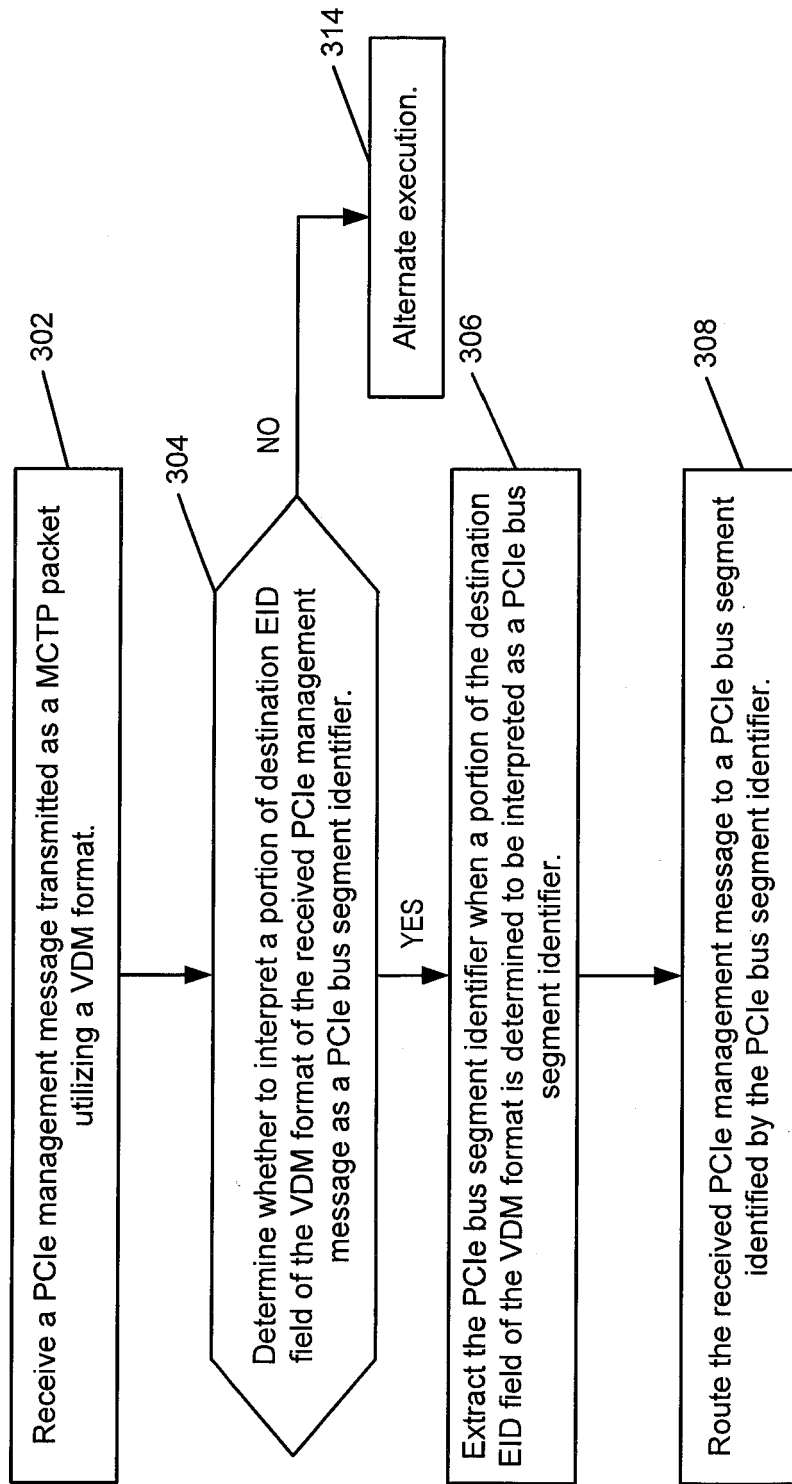 302
Receive a PCIe management message transmitted as a MCTP packet
utilizing a VDM format.
304
Determine whether to interpret a portion of destination EID
field of the VDM format of the received PCIe management
message as a PCIe bus segment identifier.
NO
314
Alternate execution.
YES
306
Extract the PCIe bus segment identifier when a portion of the destination
EID field of the VDM format is determined to be interpreted as a PCIe bus
segment identifier.
308
Route the received PCIe management message to a PCIe bus segment
identified by the PCIe bus segment identifier.